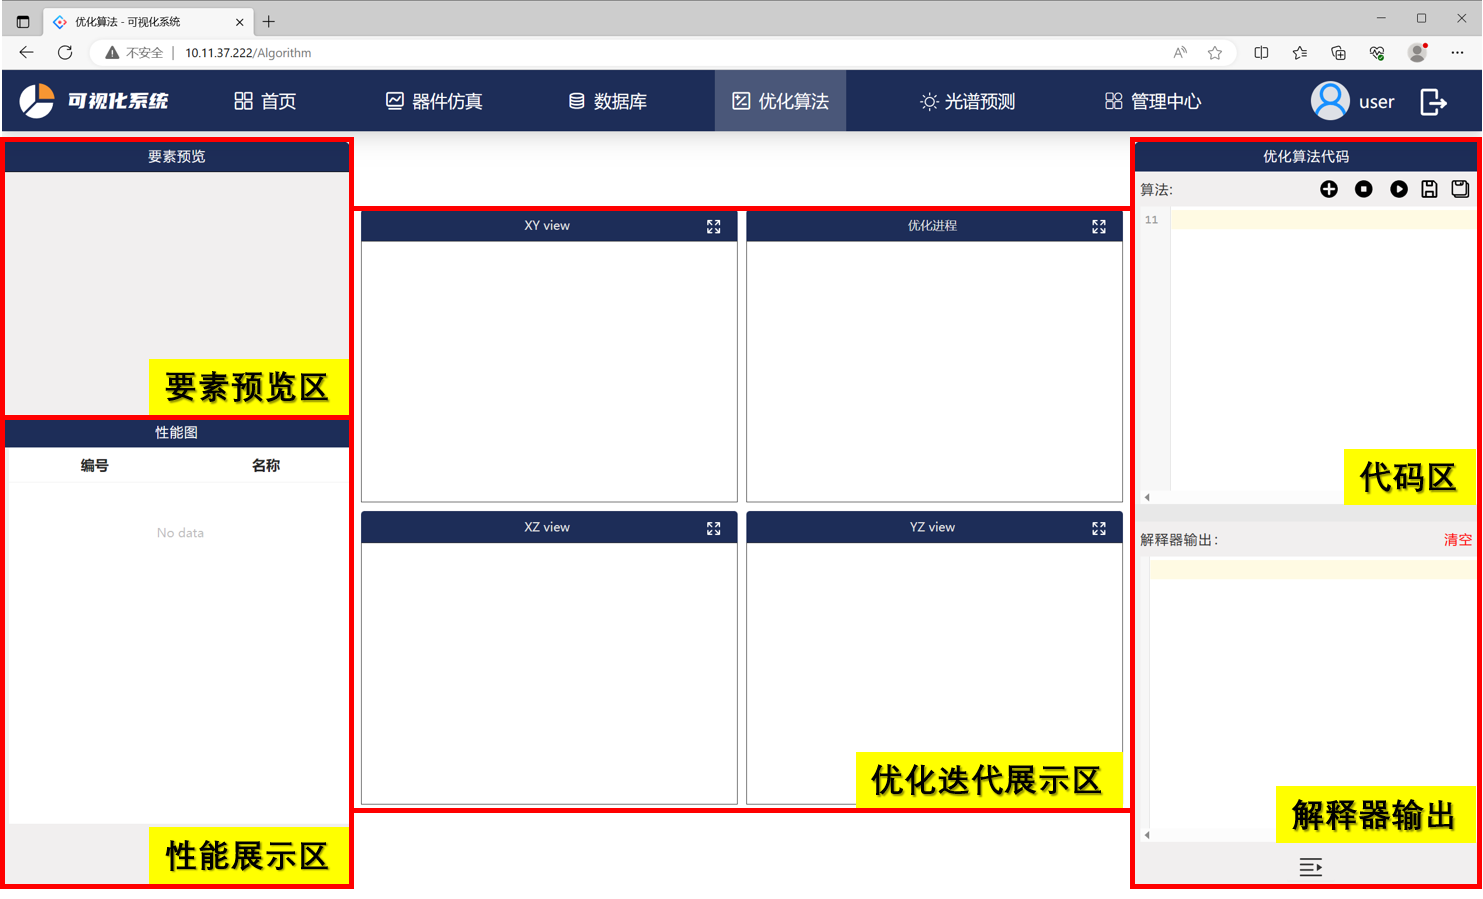 优化算法 - 可视化系统
不安全 | 10.11.37.222/Algorithm
可视化系统 首页 器件仿真 数据库 优化算法 光谱预测 管理中心 user
要素预览
要素预览区
性能图
编号 名称
No data
性能展示区
XY view
优化进程
XZ view
YZ view
优化迭代展示区
优化算法代码
算法:
11
代码区
解释器输出: 清空
解释器输出